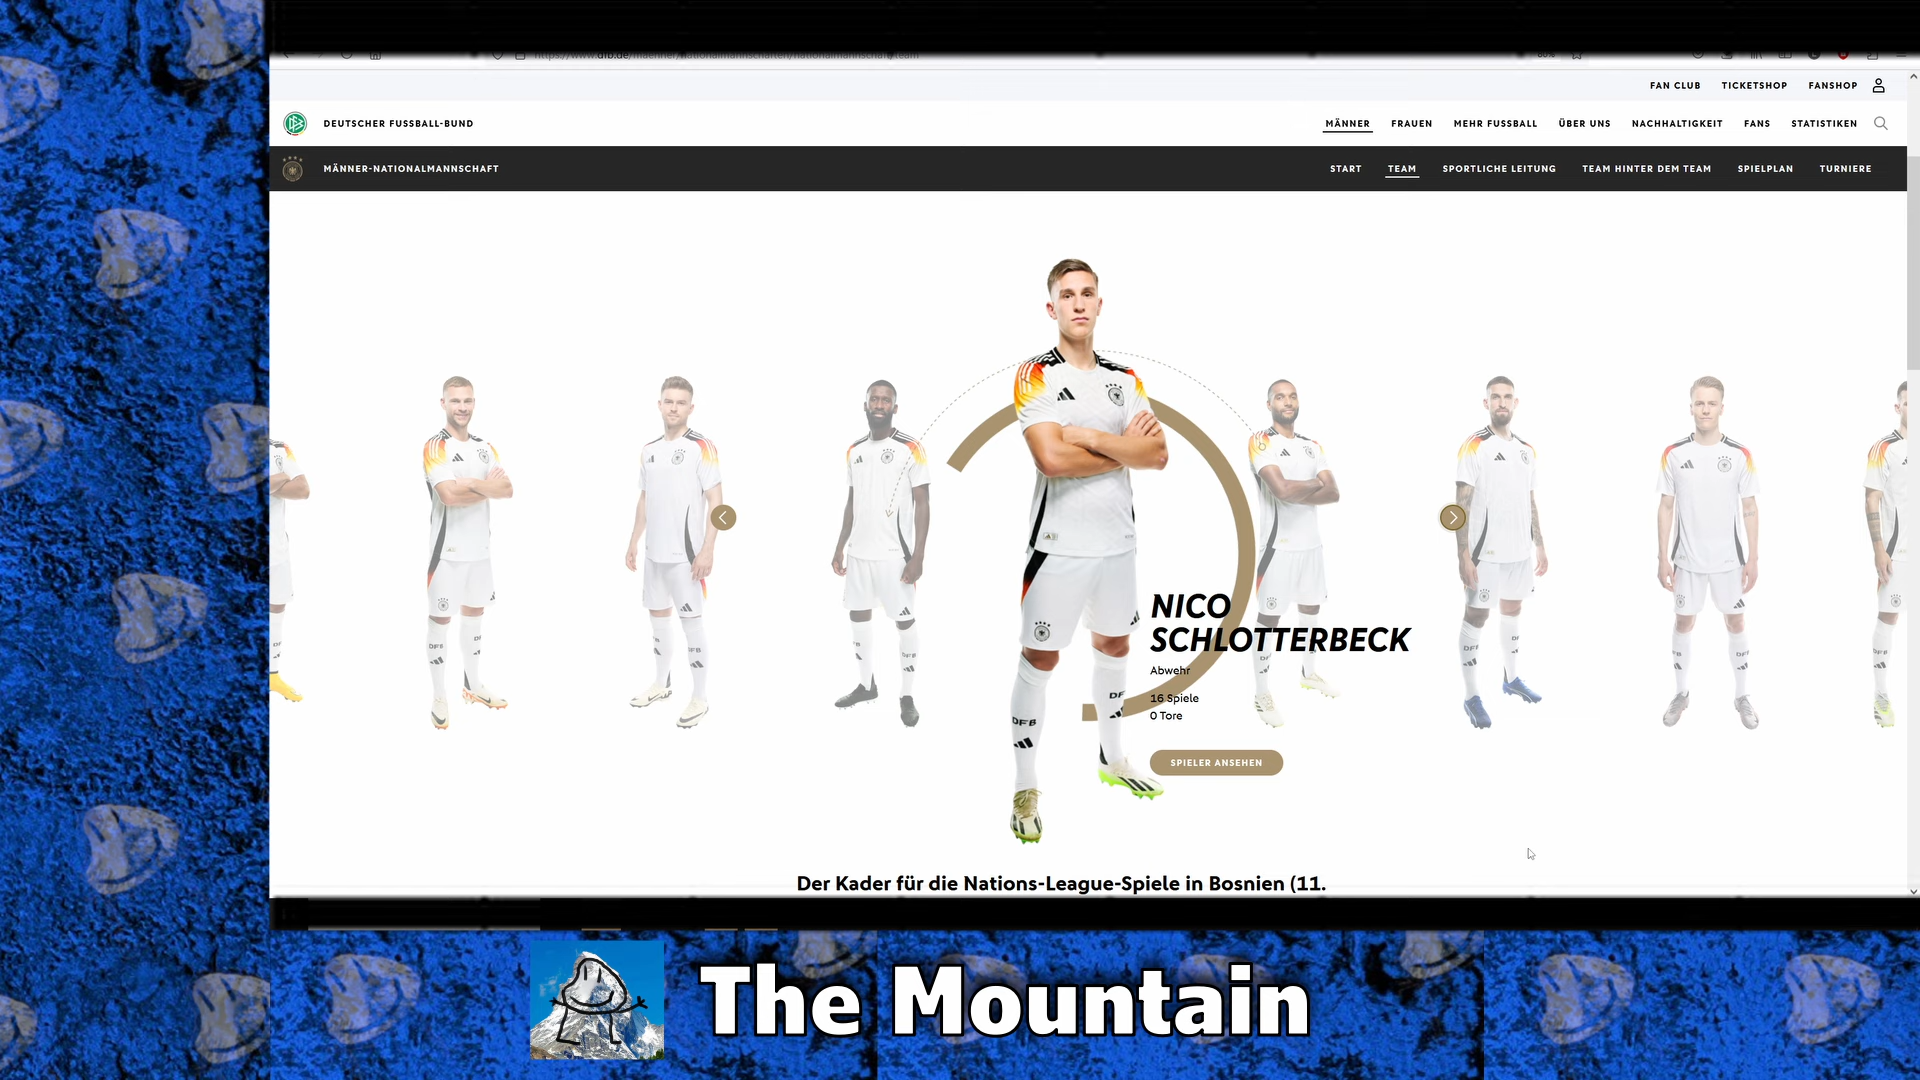 FAN CLUB TICKETSHOP FANSHOP
DEUTSCHER FUSSBALL-BUND
MÄNNER FRAUEN MEHR FUSSBALL ÜBER UNS NACHHALTIGKEIT FANS STATISTIKEN
MÄNNER-NATIONALMANNSCHAFT
START TEAM SPORTLICHE LEITUNG TEAM HINTER DEM TEAM SPIELPLAN TURNIERE
NICO
SCHLOTTERBECK
Abwehr
16 Spiele
0 Tore
DFB
SPIELER ANSEHEN
Der Kader für die Nations-League-Spiele in Bosnien (11.
The Mountain